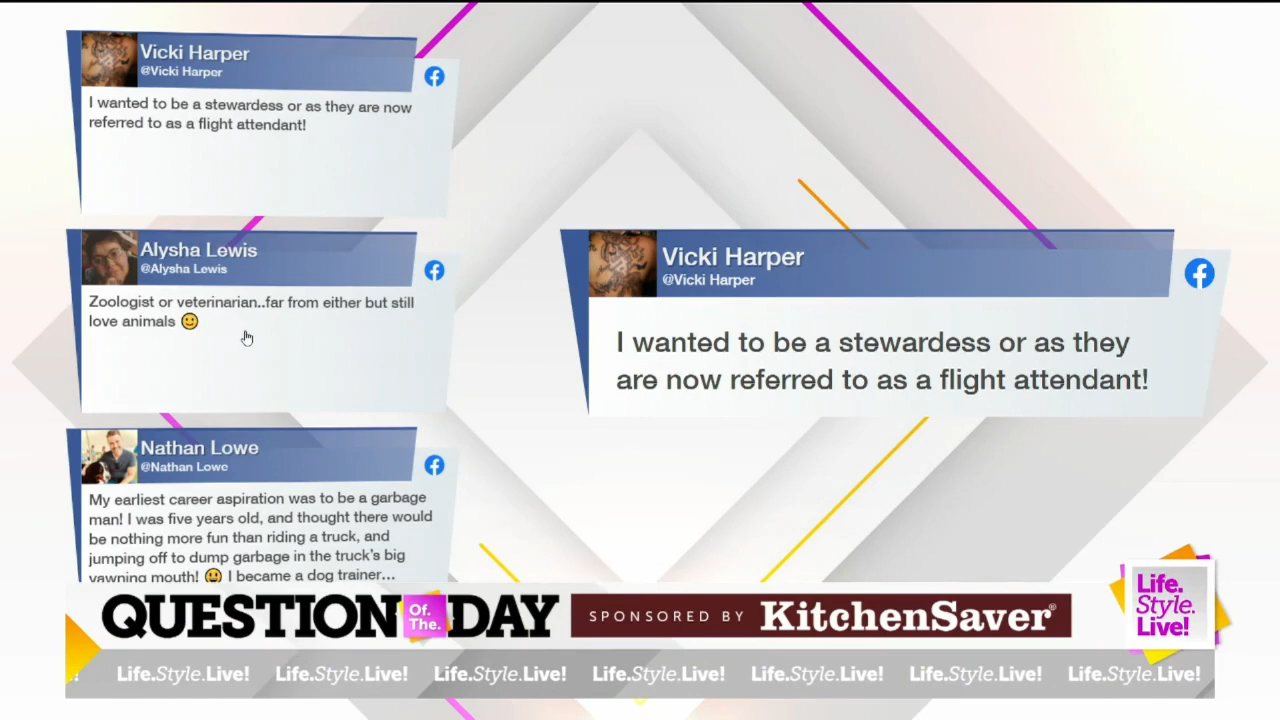 Vicki Harper
@Vicki Harper
I wanted to be a stewardess or as they are now
referred to as a flight attendant!
Alysha Lewis
@Alysha Lewis
Zoologist or veterinarian..far from either but still
love animals 🙂
Nathan Lowe
@Nathan Lowe
My earliest career aspiration was to be a garbage
man! I was five years old, and thought there would
be nothing more fun than riding a truck, and
jumping off to dump garbage in the truck's big
yawning mouth! 😃 I became a dog trainer...
Vicki Harper
@Vicki Harper
I wanted to be a stewardess or as they
are now referred to as a flight attendant!
QUESTION Of. The. DAY SPONSORED BY KitchenSaver®
Life.
Style.
Live!
! Life.Style.Live! Life.Style.Live! Life.Style.Live! Life.Style.Live! Life.Style.Live! Life.Style.Live! Life.Style.Live!